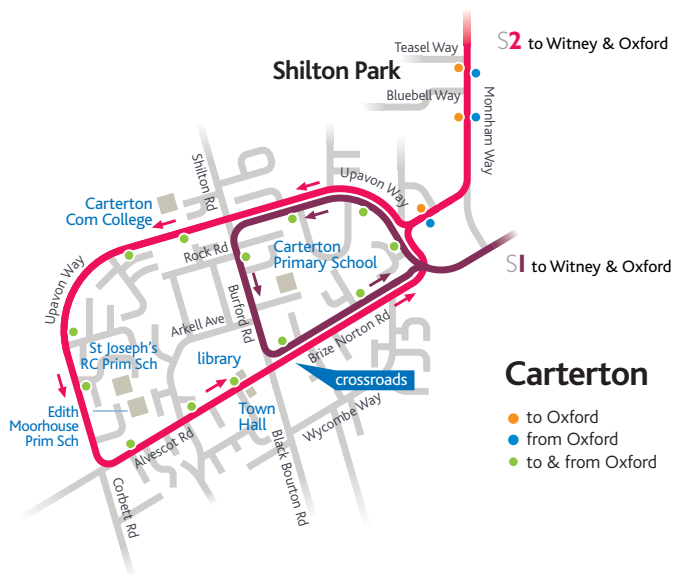 Teasel Way
S2 to Witney & Oxford
Shilton Park
Bluebell Way
Monnham Way
Shilton Rd
Upavon Way
Carterton
Com College
Rock Rd
Carterton
Primary School
S1 to Witney & Oxford
Upavon Way
Burford Rd
Arkell Ave
Brize Norton Rd
St Joseph's
RC Prim Sch
library
crossroads
Carterton
Edith
Moorhouse
Prim Sch
Town
Hall
Wycombe Way
to Oxford
from Oxford
to & from Oxford
Alvescot Rd
Black Bourton Rd
Corbett Rd